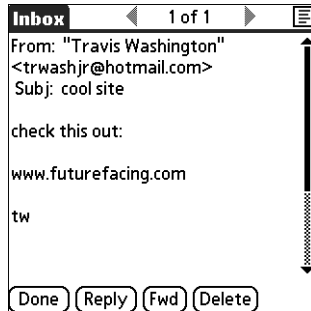 Inbox 1 of 1
From: "Travis Washington"
<trwashjr@hotmail.com>
Subj: cool site
check this out:
www.futurefacing.com
tw
Done Reply Fwd Delete